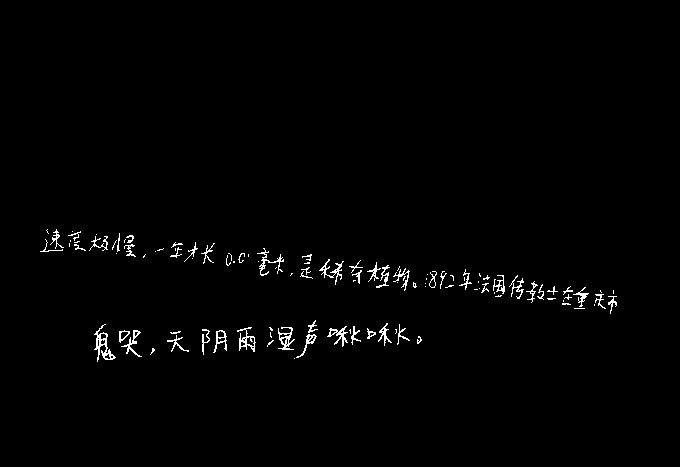 速度极慢，一年才长0.01毫米，是稀有植物。1892年法国传教士在重庆市
鬼哭，天阴雨湿声啾啾。